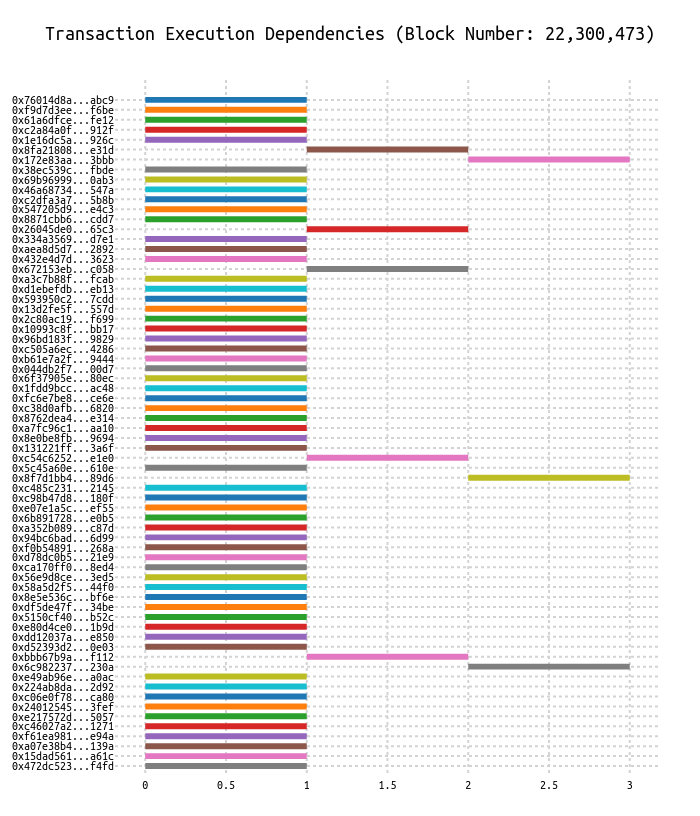 Transaction Execution Dependencies (Block Number: 22,300,473)
0x76014d8a...abc9
0xf9d7d3ee...f6be
0x61a6dfce...fe12
0xc2a84a0f...912f
0x1e16dc5a...926c
0x8fa21808...e31d
0x172e83aa...3bbb
0x38ec539c...fbde
0x69b96999...0ab3
0x46a68734...547a
0xc2dfa3a7...5b8b
0x547205d9...e4c3
0x8871cbb6...cdd7
0x26045de0...65c3
0x334a3569...d7e1
0xaea8d5d7...2892
0x432e4d7d...3623
0x672153eb...c058
0xa3c7b88f...fcab
0xd1ebefdb...eb13
0x593950c2...7cdd
0x13d2fe5f...557d
0x2c80ac19...f699
0x10993c8f...bb17
0x96bd183f...9829
0xc505a6ec...4286
0xb61e7a2f...9444
0x044db2f7...00d7
0x6f37905e...80ec
0x1fdd9bcc...ac48
0xfc6e7be8...ce6e
0xc38d0afb...6820
0x8762dea4...e314
0xa7fc96c1...aa10
0x8e0be8fb...9694
0x131221ff...3a6f
0xc54c6252...e1e0
0x5c45a60e...610e
0x8f7d1bb4...89d6
0xc485c231...2145
0xc98b47d8...180f
0xe07e1a5c...ef55
0x6b891728...e0b5
0xa352b089...c87d
0x94bc6bad...6d99
0xf0b54891...268a
0xd78dc0b5...21e9
0xca170ff0...8ed4
0x56e9d8ce...3ed5
0x58a5d2f5...44f0
0x8e5e536c...bf6e
0xdf5de47f...34be
0x5150cf40...b52c
0xe80d4ce0...1b9d
0xdd12037a...e850
0xd52393d2...0e03
0xbbb67b9a...f112
0x6c982237...230a
0xe49ab96e...a0ac
0x224ab8da...2d92
0xc06e0f78...ca80
0x24012545...3fef
0xe217572d...5057
0xc46027a2...1271
0xf61ea981...e94a
0xa07e38b4...139a
0x15dad561...a61c
0x472dc523...f4fd
0 0.5 1 1.5 2 2.5 3